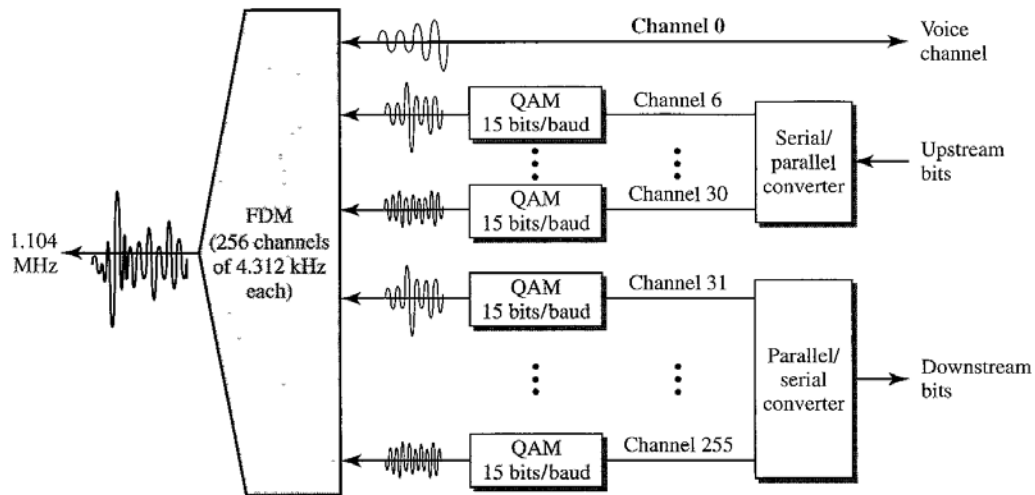 Channel 0
Voice
channel
QAM
15 bits/baud
Channel 6
Serial/
parallel
converter
Upstream
bits
QAM
15 bits/baud
Channel 30
1.104
MHz
FDM
(256 channels
of 4.312 kHz
each)
QAM
15 bits/baud
Channel 31
Parallel/
serial
converter
Downstream
bits
QAM
15 bits/baud
Channel 255